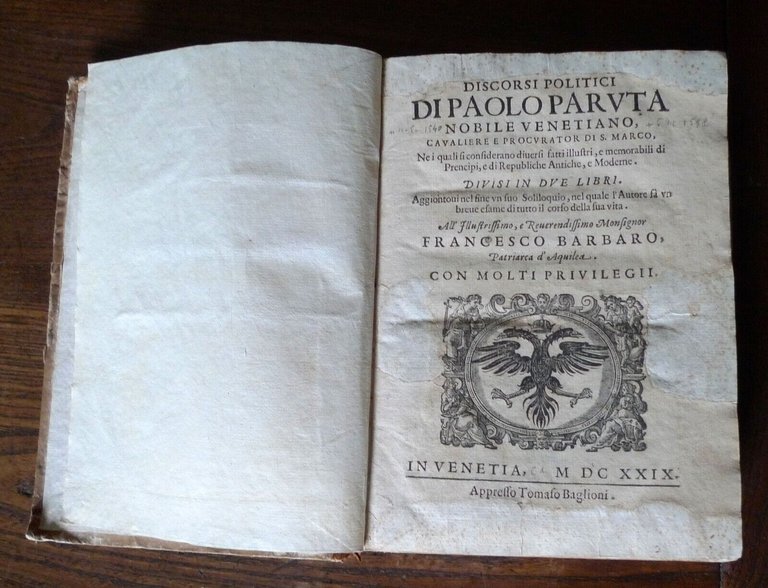 DISCORSI POLITICI
DI PAOLO PARVTA
NOBILE VENETIANO,
CAVALIERE E PROCVRATOR DI S. MARCO,
Ne i quali si considerano diuersi fatti illustri, e memorabili di
Prencipi, e di Republiche Antiche, e Moderne.
DIVISI IN DVE LIBRI.
Aggiontoui nel fine vn suo Soliloquio, nel quale l'Autore fà vn
breue esame di tutto il corso della sua vita.
All' Illustrissimo, e Reuerendissimo Monsignor
FRANCESCO BARBARO,
Patriarca d'Aquilea.
CON MOLTI PRIVILEGII.
IN VENETIA, M DC XXIX.
Appresso Tomaso Baglioni.